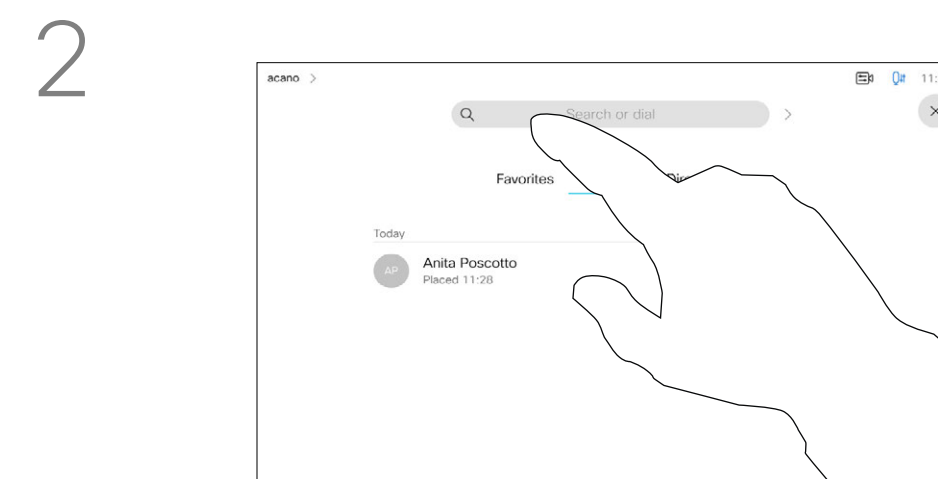 2
acano >
11:
Search or dial
Favorites
Today
AP
Anita Poscotto
Placed 11:28